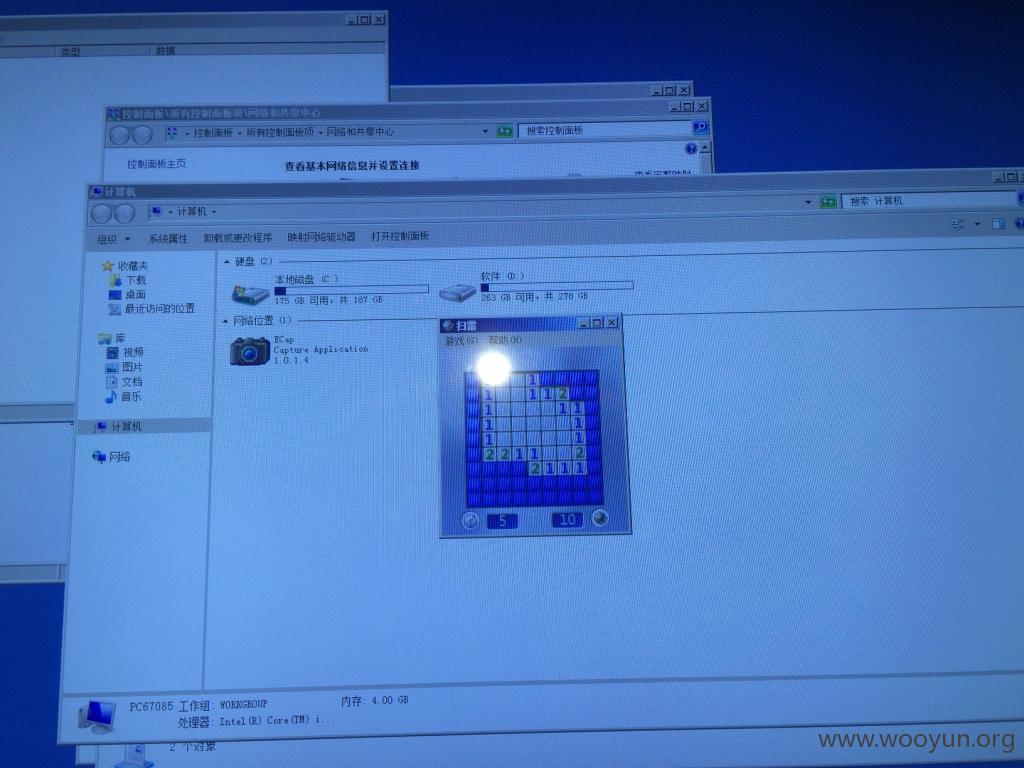 类型 数据
控制面板\所有控制面板项\网络和共享中心
控制面板 所有控制面板项 网络和共享中心
搜索控制面板
控制面板主页
查看基本网络信息并设置连接
计算机
计算机
搜索 计算机
组织 系统属性 卸载或更改程序 映射网络驱动器 打开控制面板
收藏夹
下载
桌面
最近访问的位置
库
视频
图片
文档
音乐
计算机
网络
硬盘 (2)
本地磁盘 (C:)
175 GB 可用, 共 187 GB
软件 (D:)
263 GB 可用, 共 278 GB
网络位置 (1)
ECap
Capture Application
1.0.1.4
扫雷
游戏(G) 帮助(H)
1
1 1 1 2
1 1 1
1 1
1 1
2 2 1 1 2
2 1 1 1
5 10
PC67085 工作组: WORKGROUP 内存: 4.00 GB
处理器: Intel(R) Core(TM) i...
2 个对象
www.wooyun.org